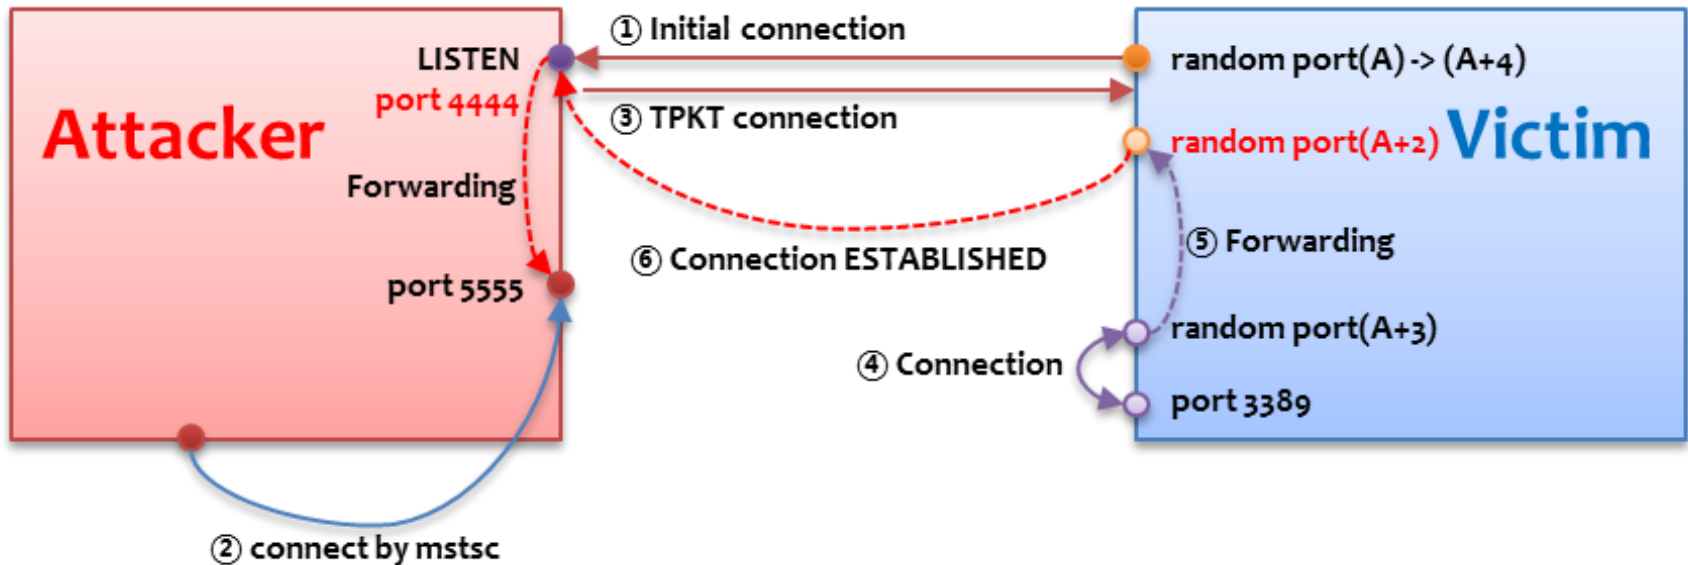 ① Initial connection
LISTEN
port 4444
Attacker
Forwarding
port 5555
③ TPKT connection
random port(A) -> (A+4)
random port(A+2)
Victim
⑤ Forwarding
⑥ Connection ESTABLISHED
random port(A+3)
④ Connection
port 3389
② connect by mstsc